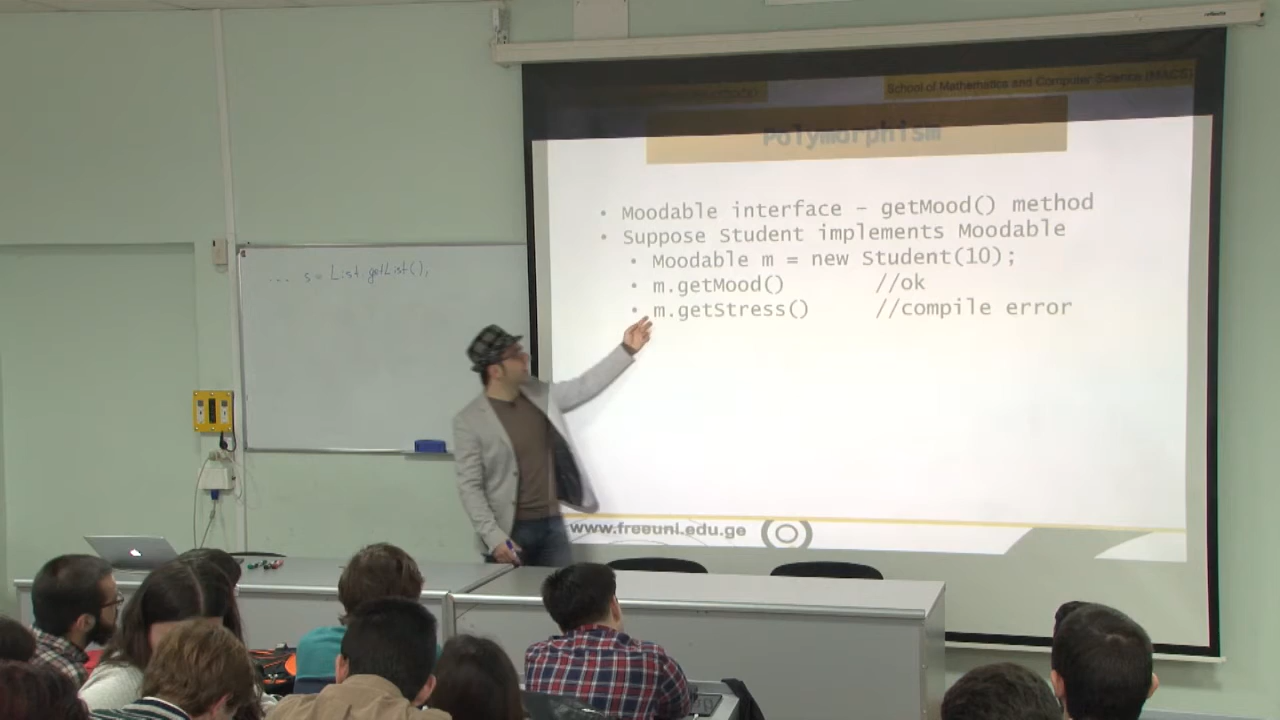 School of Mathematics and Computer Science (MACS)
Polymorphism
• Moodable interface – getMood() method
• Suppose Student implements Moodable
• Moodable m = new Student(10);
• m.getMood() //ok
• m.getStress() //compile error
... s = List.getList();
www.freeuni.edu.ge